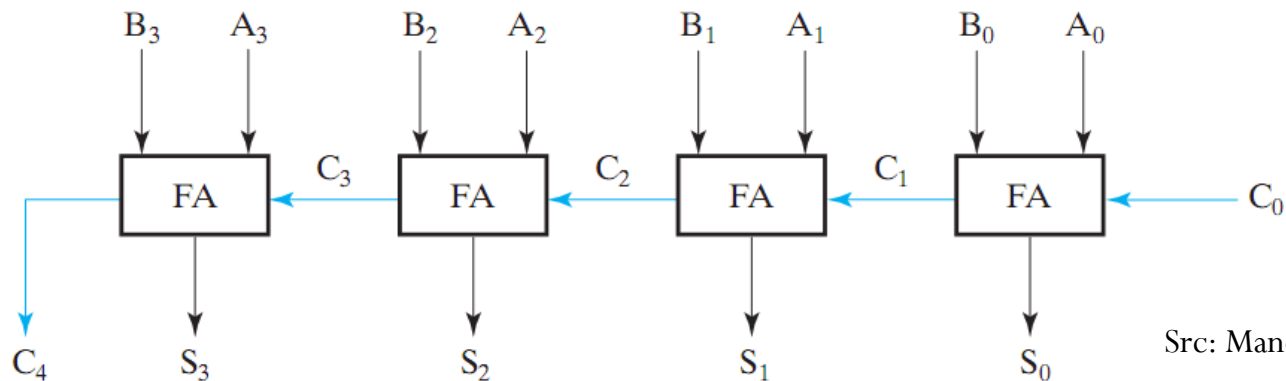 B₃ A₃ B₂ A₂ B₁ A₁ B₀ A₀
FA C₃ FA C₂ FA C₁ FA C₀
C₄ S₃ S₂ S₁ S₀
Src: